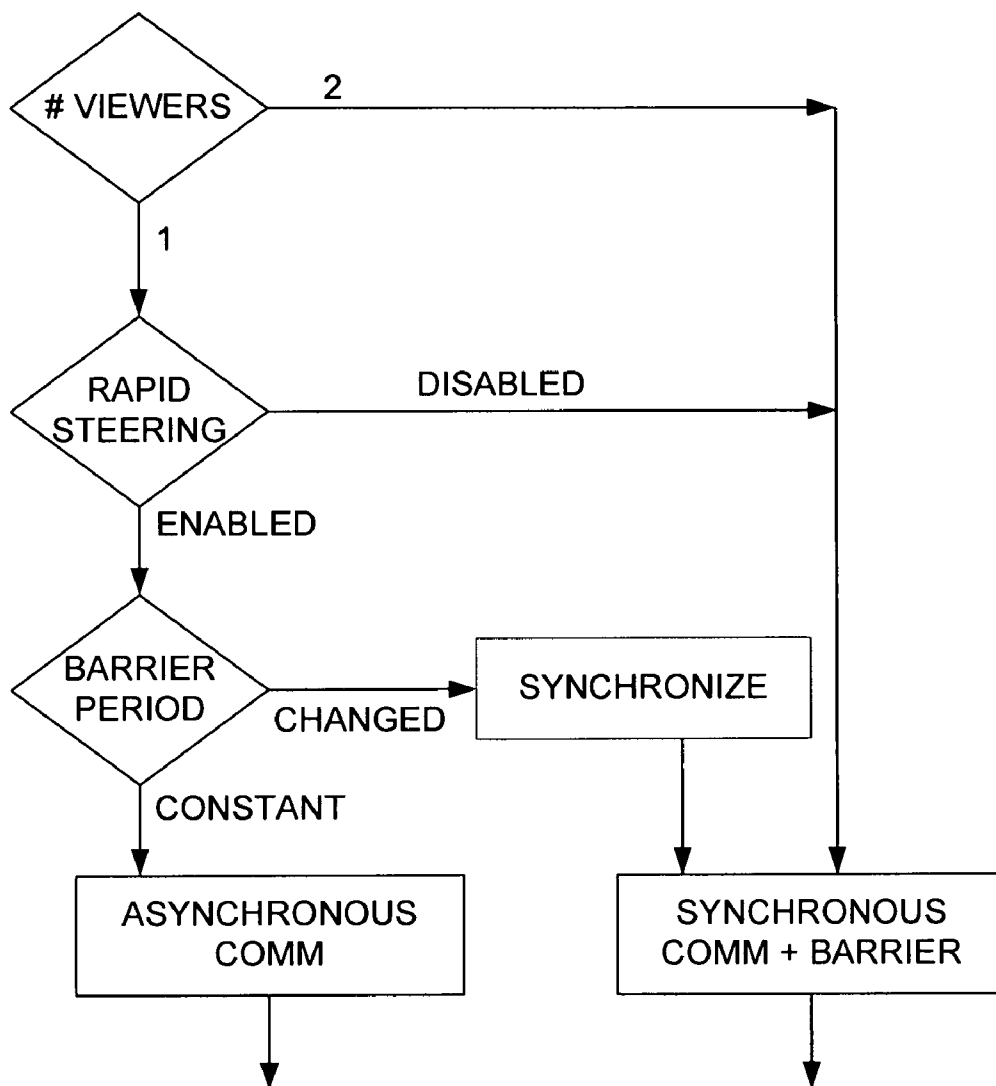 # VIEWERS
2
1
RAPID
STEERING
DISABLED
ENABLED
BARRIER
PERIOD
CHANGED
SYNCHRONIZE
CONSTANT
ASYNCHRONOUS
COMM
SYNCHRONOUS
COMM + BARRIER